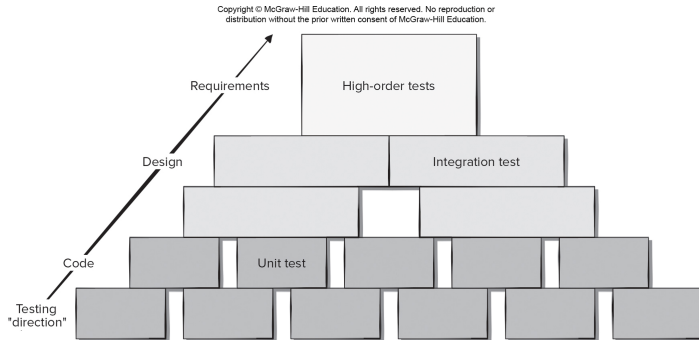 Copyright © McGraw-Hill Education. All rights reserved. No reproduction or
distribution without the prior written consent of McGraw-Hill Education.
Requirements
High-order tests
Design
Integration test
Code
Unit test
Testing
"direction"